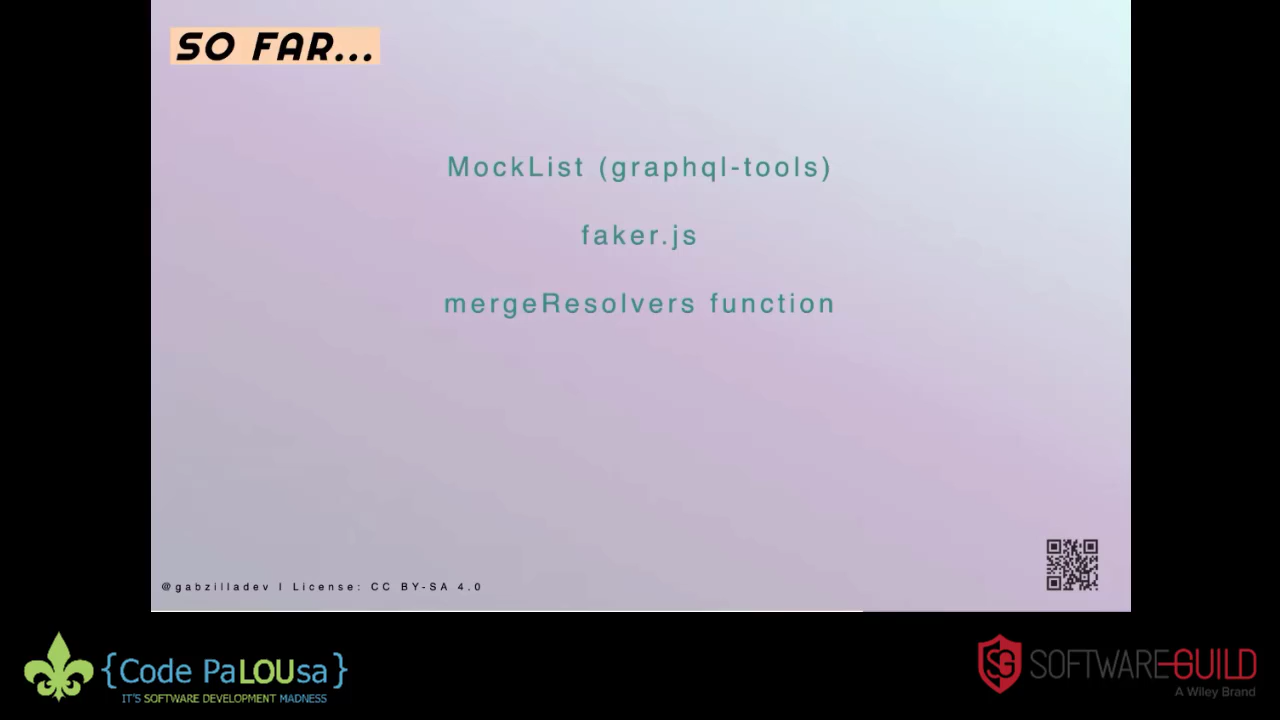 SO FAR...
MockList (graphql-tools)
faker.js
mergeResolvers function
@gabzilladev I License: CC BY-SA 4.0
{Code PaLOUsa}
IT'S SOFTWARE DEVELOPMENT MADNESS
SG SOFTWARE GUILD
A Wiley Brand